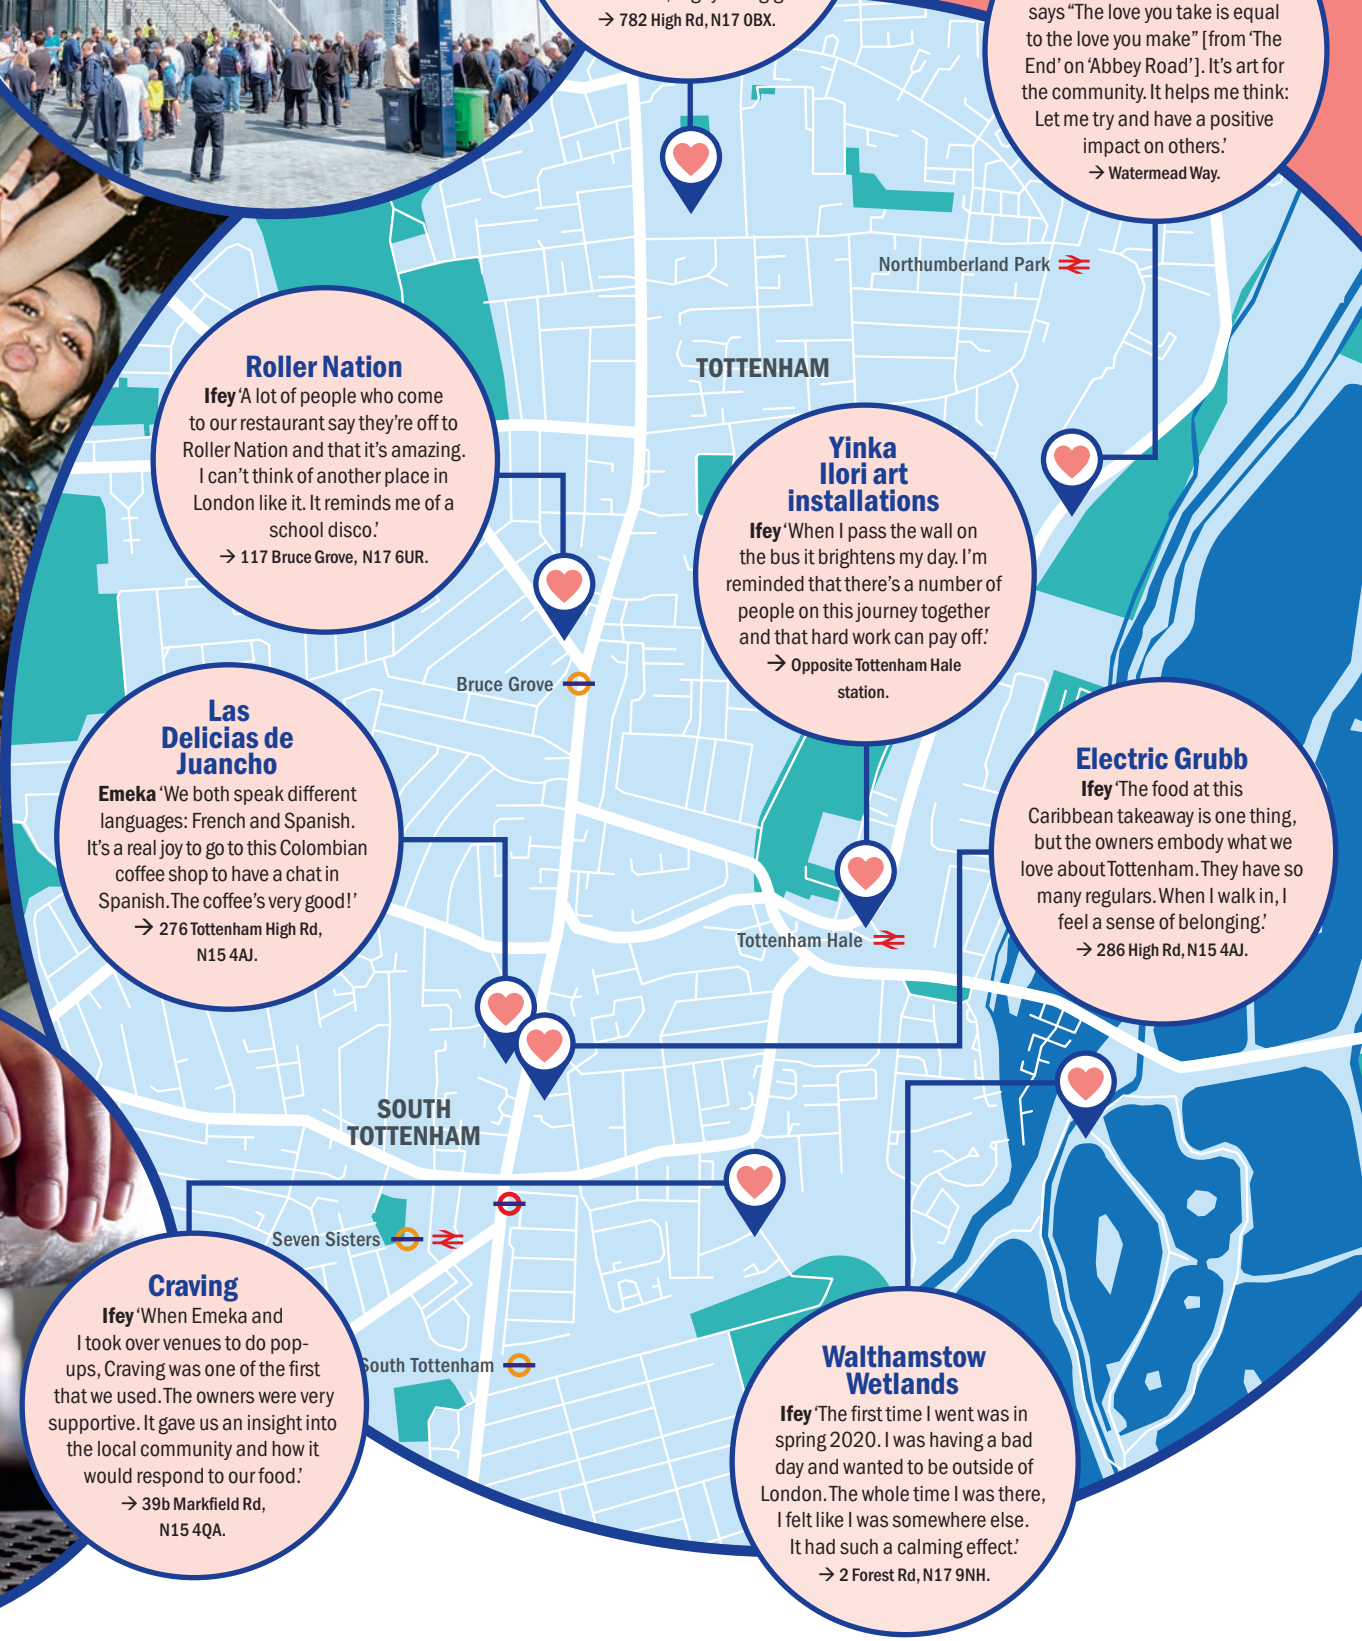 → 782 High Rd, N17 0BX.
says “The love you take is equal
to the love you make” [from ‘The
End’ on ‘Abbey Road’]. It’s art for
the community. It helps me think:
Let me try and have a positive
impact on others.’
→ Watermead Way.
Northumberland Park
TOTTENHAM
Roller Nation
Ifey ‘A lot of people who come
to our restaurant say they’re off to
Roller Nation and that it’s amazing.
I can’t think of another place in
London like it. It reminds me of a
school disco.’
→ 117 Bruce Grove, N17 6UR.
Yinka
Ilori art
installations
Ifey ‘When I pass the wall on
the bus it brightens my day. I’m
reminded that there’s a number of
people on this journey together
and that hard work can pay off.’
→ Opposite Tottenham Hale
station.
Bruce Grove
Las
Delicias de
Juancho
Emeka ‘We both speak different
languages: French and Spanish.
It’s a real joy to go to this Colombian
coffee shop to have a chat in
Spanish. The coffee’s very good!’
→ 276 Tottenham High Rd,
N15 4AJ.
Electric Grubb
Ifey ‘The food at this
Caribbean takeaway is one thing,
but the owners embody what we
love about Tottenham. They have so
many regulars. When I walk in, I
feel a sense of belonging.’
→ 286 High Rd, N15 4AJ.
Tottenham Hale
SOUTH
TOTTENHAM
Seven Sisters
South Tottenham
Craving
Ifey ‘When Emeka and
I took over venues to do pop-
ups, Craving was one of the first
that we used. The owners were very
supportive. It gave us an insight into
the local community and how it
would respond to our food.’
→ 39b Markfield Rd,
N15 4QA.
Walthamstow
Wetlands
Ifey ‘The first time I went was in
spring 2020. I was having a bad
day and wanted to be outside of
London. The whole time I was there,
I felt like I was somewhere else.
It had such a calming effect.’
→ 2 Forest Rd, N17 9NH.